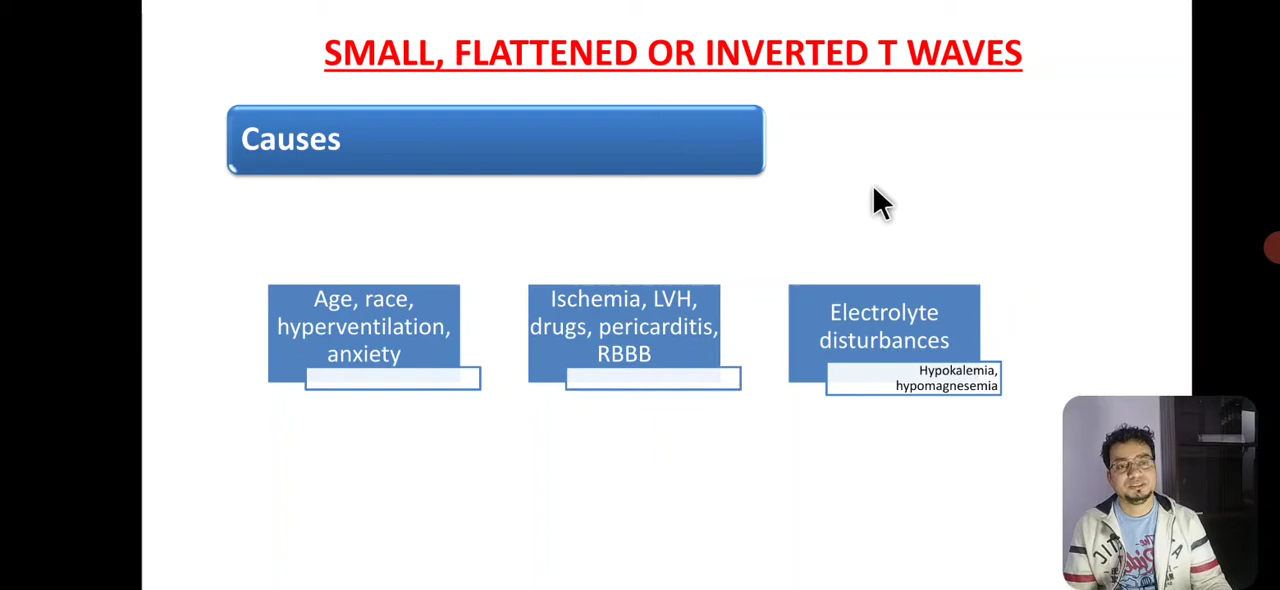 SMALL, FLATTENED OR INVERTED T WAVES
Causes
Age, race,
hyperventilation,
anxiety
Ischemia, LVH,
drugs, pericarditis,
RBBB
Electrolyte
disturbances
Hypokalemia,
hypomagnesemia